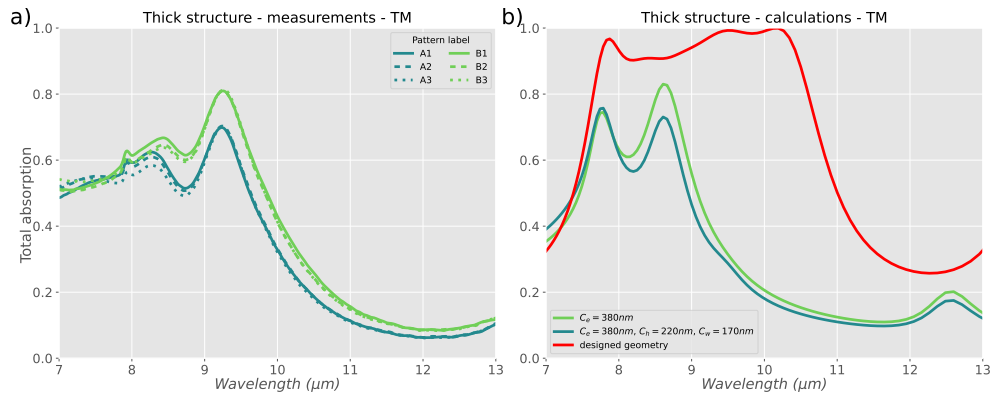 a)
Thick structure - measurements - TM
Total absorption
1.0
0.8
0.6
0.4
0.2
0.0
Pattern label
A1 B1
A2 B2
A3 B3
7 8 9 10 11 12 13
Wavelength (μm)
b)
Thick structure - calculations - TM
1.0
0.8
0.6
0.4
0.2
0.0
Cₑ = 380nm
Cₑ = 380nm, Cₕ = 220nm, C_w = 170nm
designed geometry
7 8 9 10 11 12 13
Wavelength (μm)